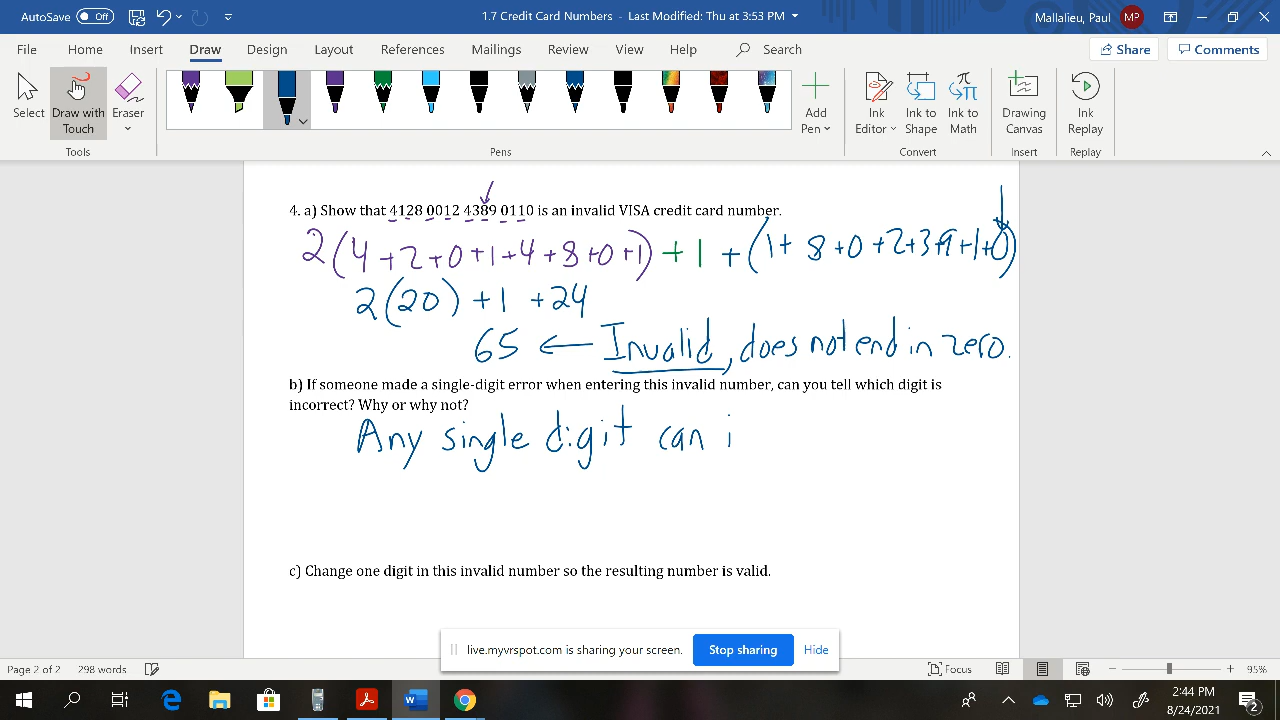 AutoSave Off 1.7 Credit Card Numbers - Last Modified: Thu at 3:53 PM Mallalieu, Paul MP
File Home Insert Draw Design Layout References Mailings Review View Help Search Share Comments
Select Draw with Touch Eraser Add Pen Ink Editor Ink to Shape Ink to Math Drawing Canvas Ink Replay
Tools Pens Convert Insert Replay
4. a) Show that 4128 0012 4389 0110 is an invalid VISA credit card number.
2(4+2+0+1+4+8+0+1)+1+(1+8+0+2+3+9+1+0)
2(20)+1+24
65 ← Invalid, does not end in zero.
b) If someone made a single-digit error when entering this invalid number, can you tell which digit is
incorrect? Why or why not?
Any single digit can i
c) Change one digit in this invalid number so the resulting number is valid.
live.myvrspot.com is sharing your screen. Stop sharing Hide
Page 2 of 2 298 words Focus 95%
2:44 PM
8/24/2021
2